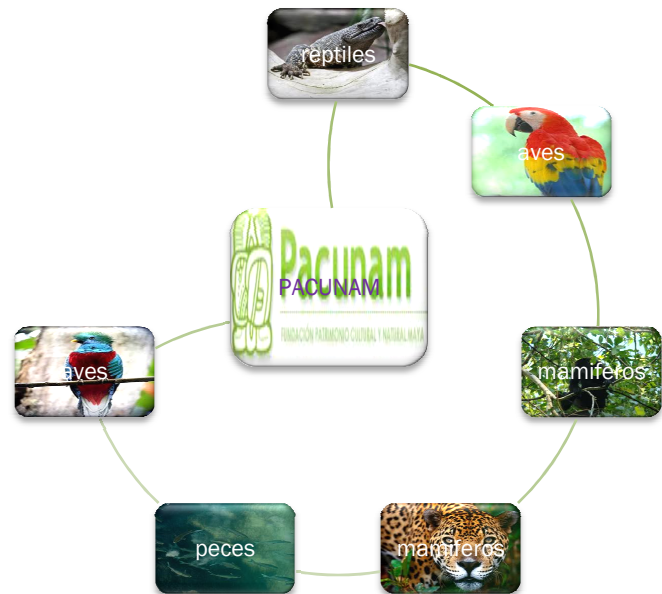 reptiles
aves
Pacunam
PACUNAM
FUNDACIÓN PATRIMONIO CULTURAL Y NATURAL MAYA
aves
mamiferos
peces
mamiferos